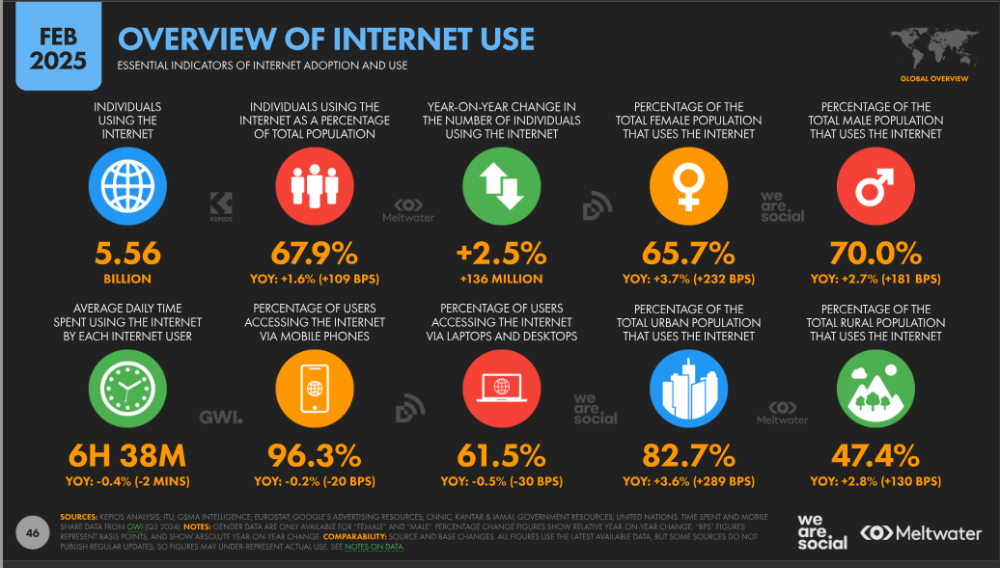 FEB
2025
OVERVIEW OF INTERNET USE
ESSENTIAL INDICATORS OF INTERNET ADOPTION AND USE
GLOBAL OVERVIEW
INDIVIDUALS
USING THE
INTERNET
5.56
BILLION
INDIVIDUALS USING THE
INTERNET AS A PERCENTAGE
OF TOTAL POPULATION
67.9%
YOY: +1.6% (+109 BPS)
YEAR-ON-YEAR CHANGE IN
THE NUMBER OF INDIVIDUALS
USING THE INTERNET
+2.5%
+136 MILLION
PERCENTAGE OF THE
TOTAL FEMALE POPULATION
THAT USES THE INTERNET
65.7%
YOY: +3.7% (+232 BPS)
PERCENTAGE OF THE
TOTAL MALE POPULATION
THAT USES THE INTERNET
70.0%
YOY: +2.7% (+181 BPS)
KEPIOS
Meltwater
we
are
social
AVERAGE DAILY TIME
SPENT USING THE INTERNET
BY EACH INTERNET USER
6H 38M
YOY: -0.4% (-2 MINS)
PERCENTAGE OF USERS
ACCESSING THE INTERNET
VIA MOBILE PHONES
96.3%
YOY: -0.2% (-20 BPS)
PERCENTAGE OF USERS
ACCESSING THE INTERNET
VIA LAPTOPS AND DESKTOPS
61.5%
YOY: -0.5% (-30 BPS)
PERCENTAGE OF THE
TOTAL URBAN POPULATION
THAT USES THE INTERNET
82.7%
YOY: +3.6% (+289 BPS)
PERCENTAGE OF THE
TOTAL RURAL POPULATION
THAT USES THE INTERNET
47.4%
YOY: +2.8% (+130 BPS)
GWI.
we
are
social
Meltwater
46
SOURCES: KEPIOS ANALYSIS; ITU; GSMA INTELLIGENCE; EUROSTAT; GOOGLE'S ADVERTISING RESOURCES; CNNIC; KANTAR & IAMAI; GOVERNMENT RESOURCES; UNITED NATIONS. TIME SPENT AND MOBILE
SHARE DATA FROM GWI (Q3 2024). NOTES: GENDER DATA ARE ONLY AVAILABLE FOR "FEMALE" AND "MALE". PERCENTAGE CHANGE FIGURES SHOW RELATIVE YEAR-ON-YEAR CHANGE. "BPS" FIGURES
REPRESENT BASIS POINTS, AND SHOW ABSOLUTE YEAR-ON-YEAR CHANGE. COMPARABILITY: SOURCE AND BASE CHANGES. ALL FIGURES USE THE LATEST AVAILABLE DATA, BUT SOME SOURCES DO NOT
PUBLISH REGULAR UPDATES, SO FIGURES MAY UNDER-REPRESENT ACTUAL USE. SEE NOTES ON DATA.
we
are
social
Meltwater